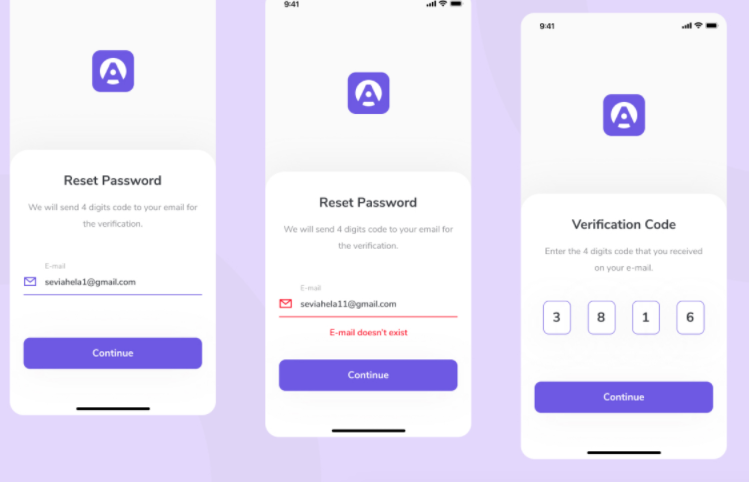 Reset Password
We will send 4 digits code to your email for
the verification.
E-mail
seviahela1@gmail.com
Continue
9:41
Reset Password
We will send 4 digits code to your email for
the verification.
E-mail
seviahela11@gmail.com
E-mail doesn't exist
Continue
9:41
Verification Code
Enter the 4 digits code that you received
on your e-mail.
3 8 1 6
Continue